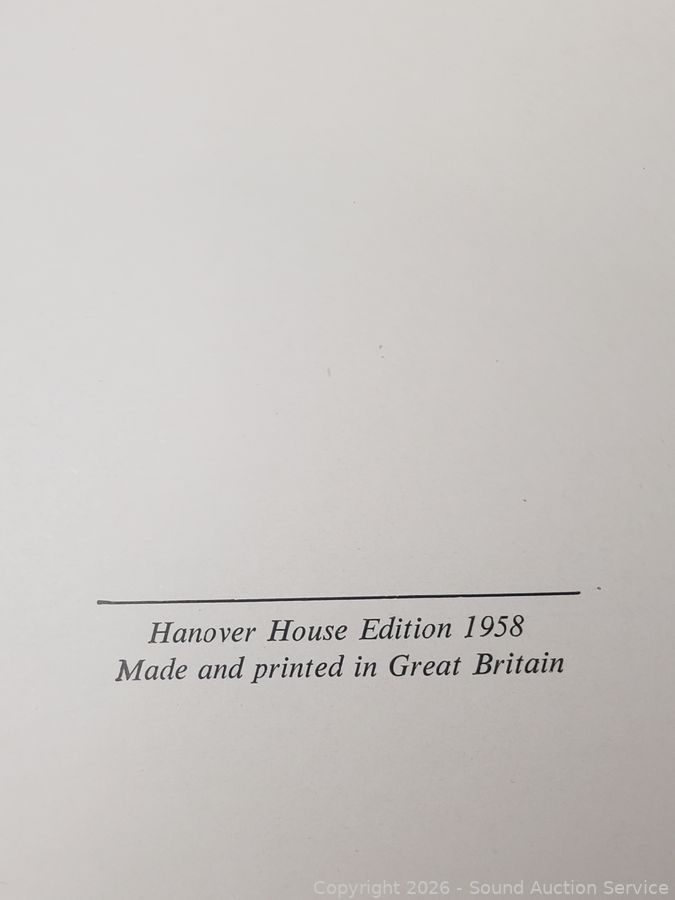 Hanover House Edition 1958
Made and printed in Great Britain
Copyright 2026 - Sound Auction Service